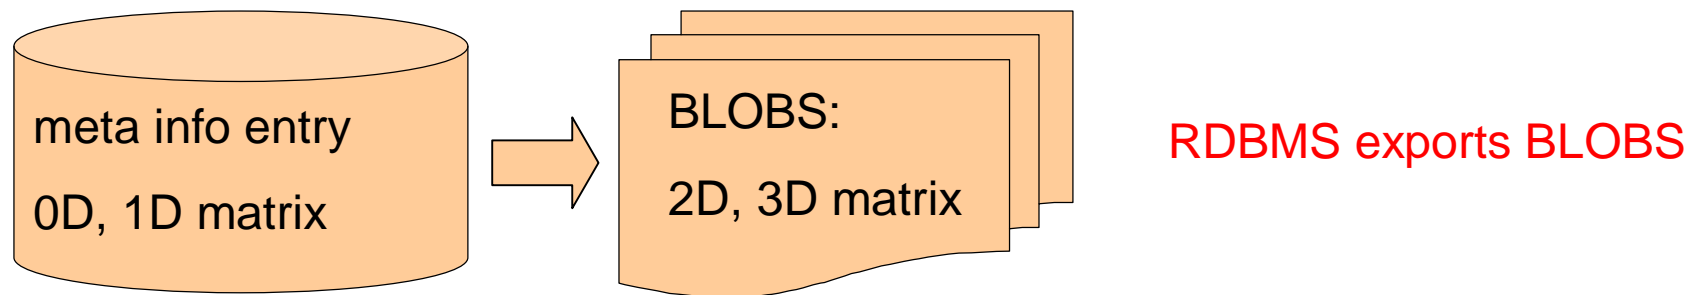 meta info entry
0D, 1D matrix
BLOBS:
2D, 3D matrix
RDBMS exports BLOBS